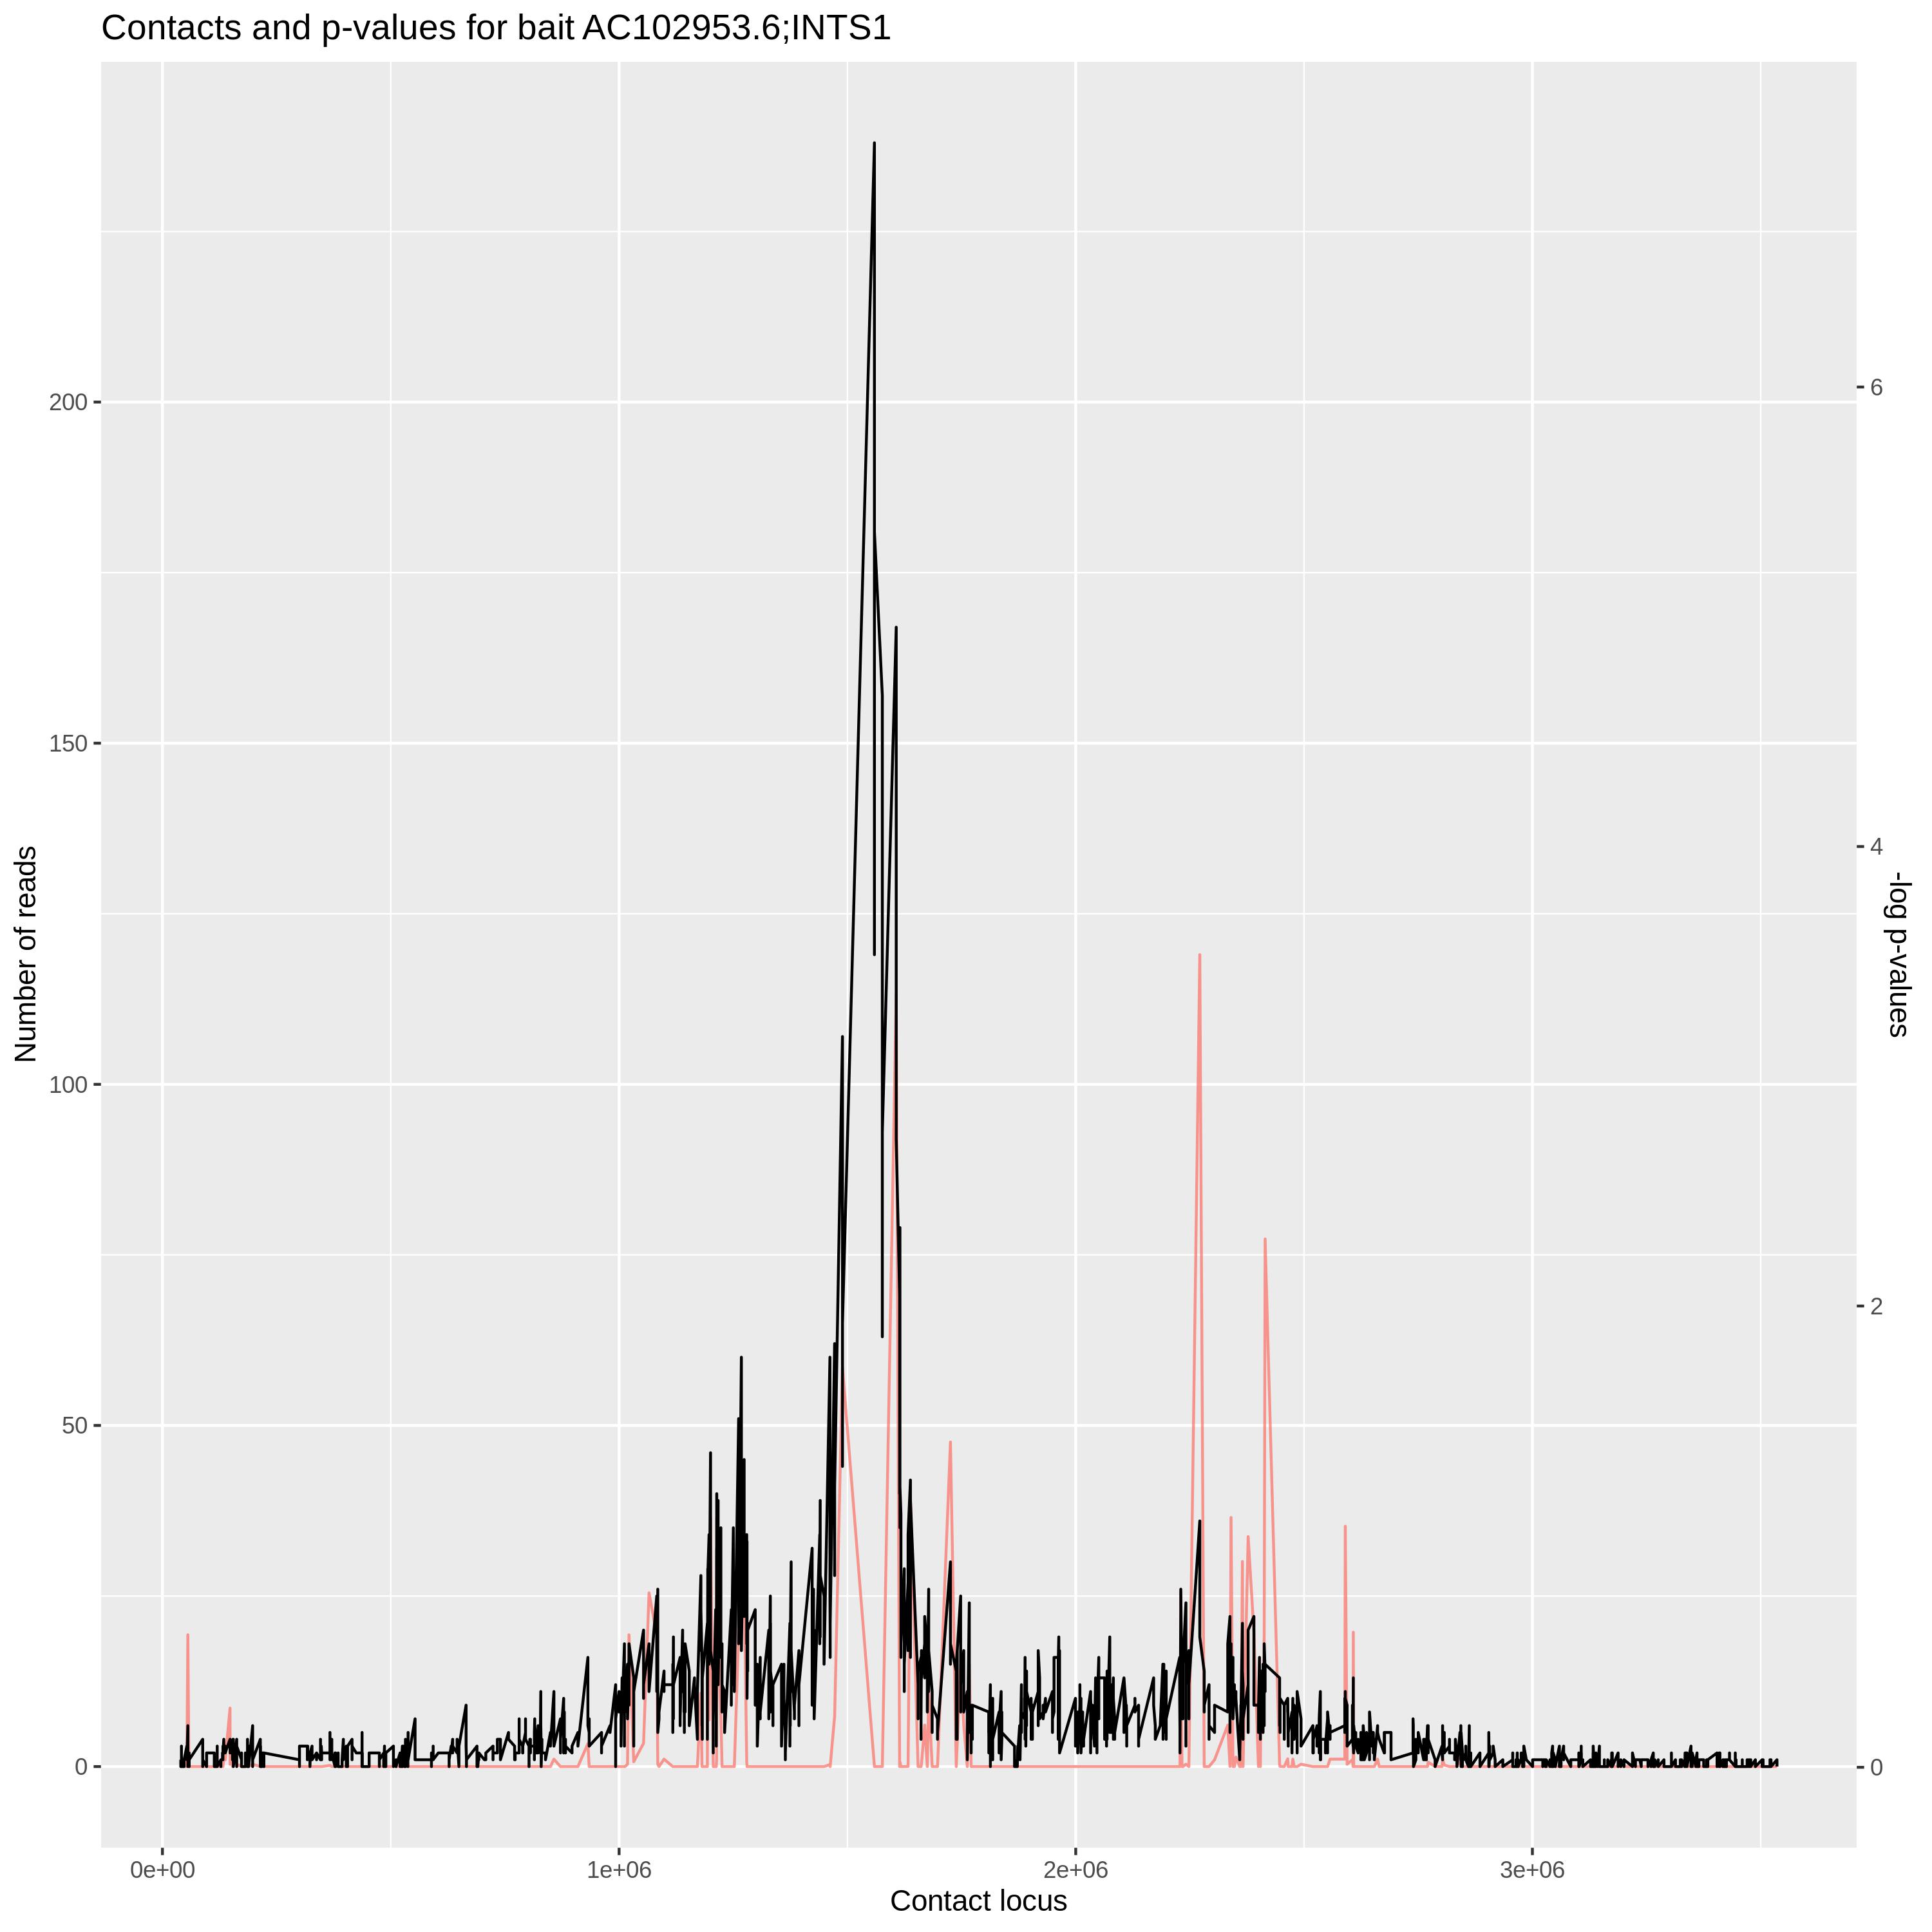 Contacts and p-values for bait AC102953.6;INTS1
200
150
100
50
0
Number of reads
6
4
2
0
-log p-values
0e+00
1e+06
2e+06
3e+06
Contact locus